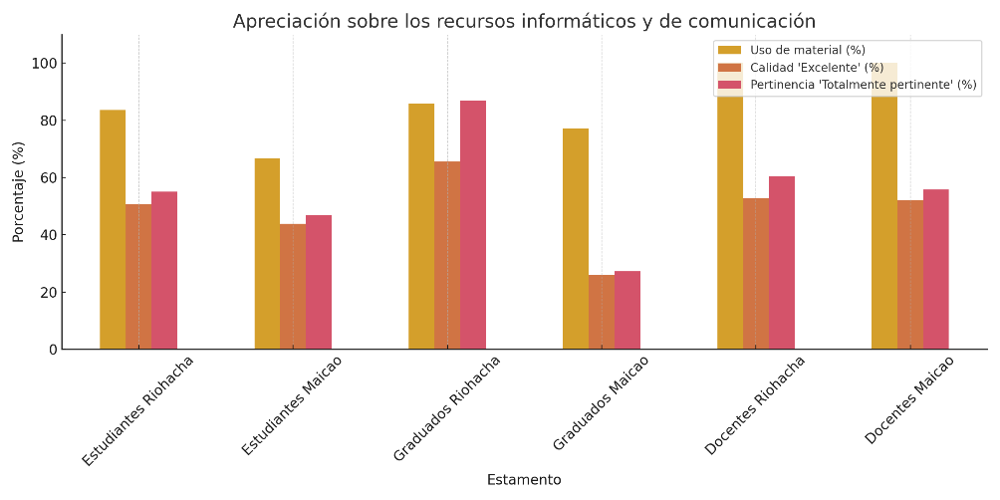 Apreciación sobre los recursos informáticos y de comunicación
Uso de material (%)
Calidad 'Excelente' (%)
Pertinencia 'Totalmente pertinente' (%)
Porcentaje (%)
100
80
60
40
20
0
Estudiantes Riohacha
Estudiantes Maicao
Graduados Riohacha
Graduados Maicao
Docentes Riohacha
Docentes Maicao
Estamento